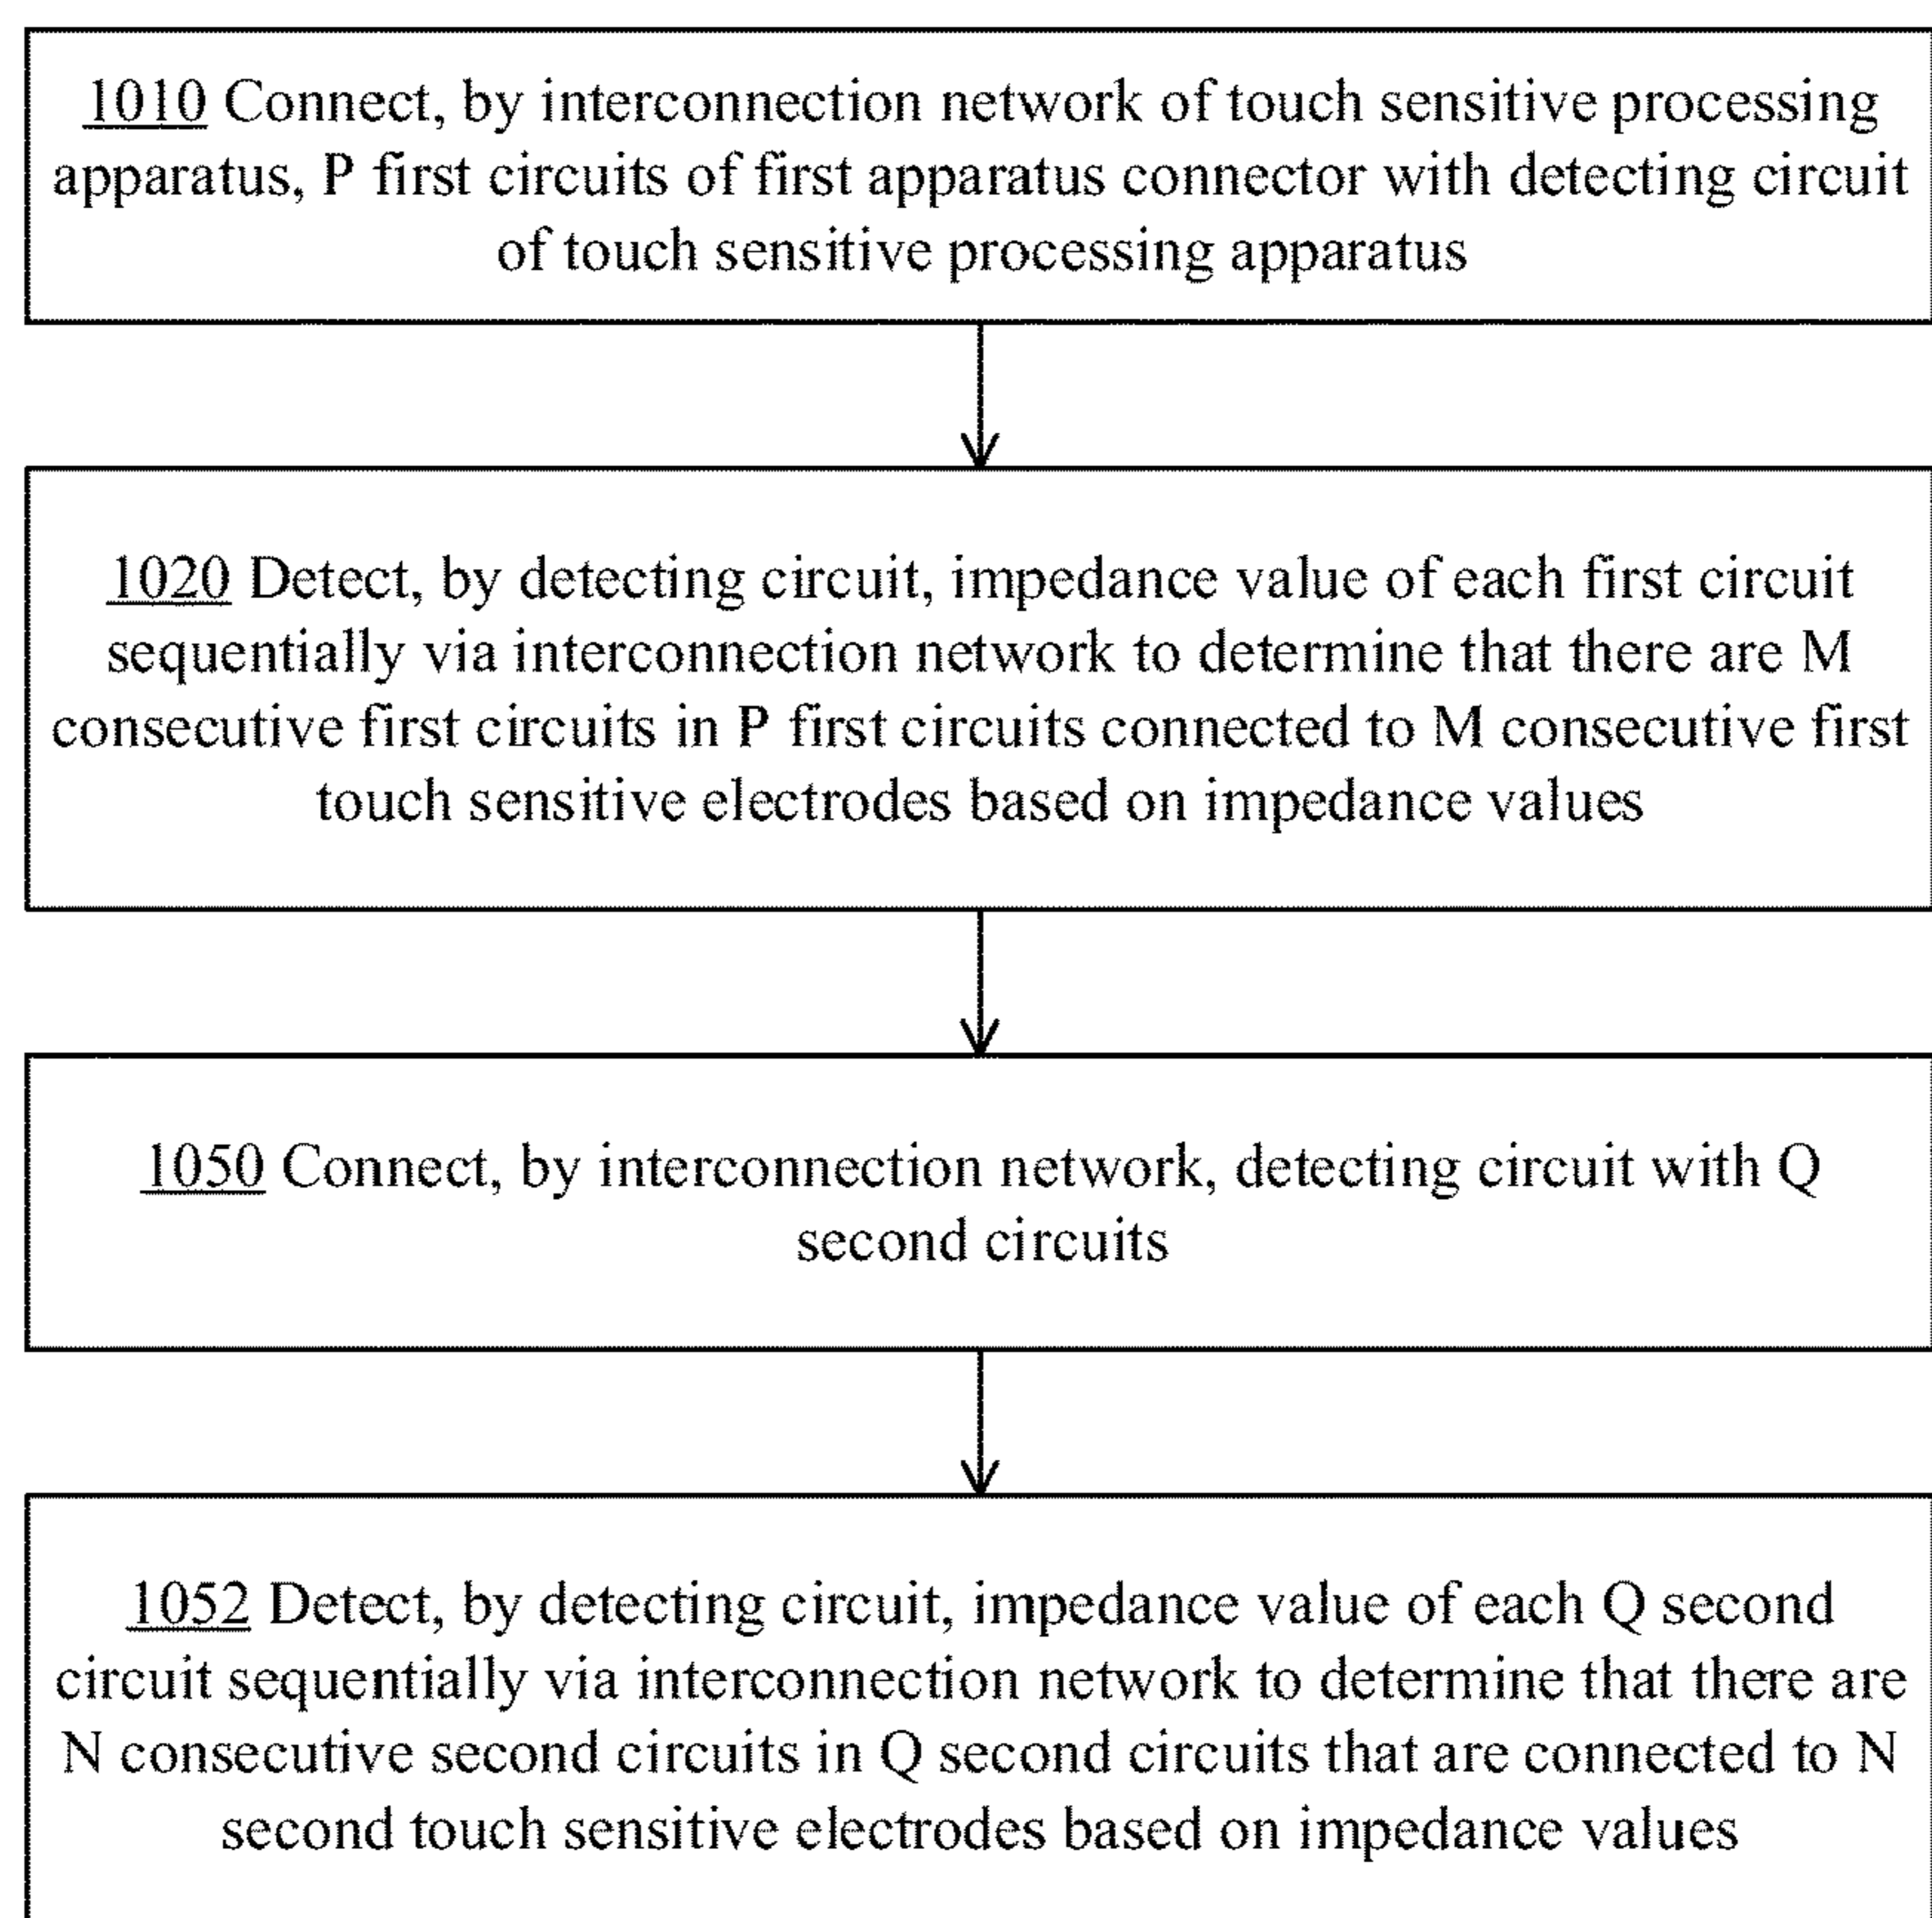 1010 Connect, by interconnection network of touch sensitive processing
apparatus, P first circuits of first apparatus connector with detecting circuit
of touch sensitive processing apparatus
1020 Detect, by detecting circuit, impedance value of each first circuit
sequentially via interconnection network to determine that there are M
consecutive first circuits in P first circuits connected to M consecutive first
touch sensitive electrodes based on impedance values
1050 Connect, by interconnection network, detecting circuit with Q
second circuits
1052 Detect, by detecting circuit, impedance value of each Q second
circuit sequentially via interconnection network to determine that there are
N consecutive second circuits in Q second circuits that are connected to N
second touch sensitive electrodes based on impedance values